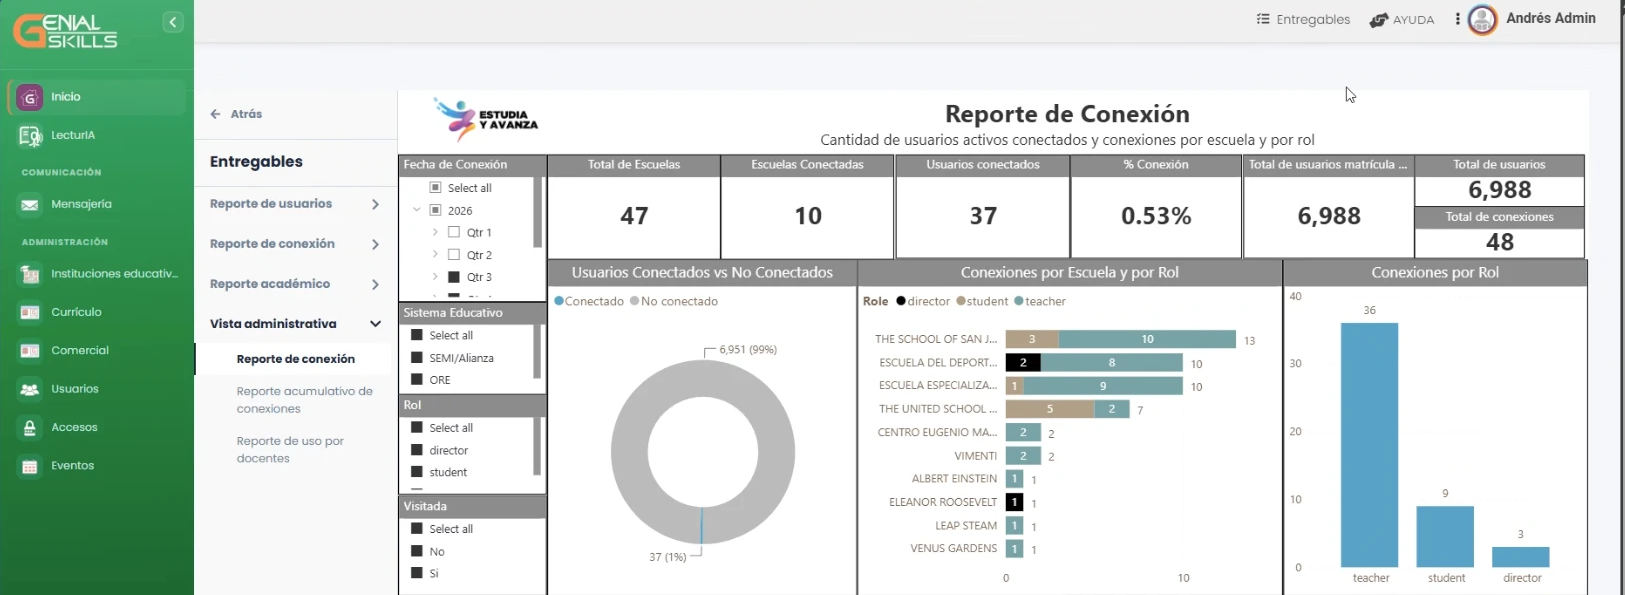 GENIAL
SKILLS
Entregables
AYUDA
Andrés Admin
Inicio
LecturIA
COMUNICACIÓN
Mensajería
ADMINISTRACIÓN
Instituciones educativ...
Currículo
Comercial
Usuarios
Accesos
Eventos
Atrás
Entregables
Reporte de usuarios
Reporte de conexión
Reporte académico
Vista administrativa
Reporte de conexión
Reporte acumulativo de
conexiones
Reporte de uso por
docentes
ESTUDIA
Y AVANZA
Reporte de Conexión
Cantidad de usuarios activos conectados y conexiones por escuela y por rol
Fecha de Conexión
Select all
2026
Qtr 1
Qtr 2
Qtr 3
Sistema Educativo
Select all
SEMI/Alianza
ORE
Rol
Select all
director
student
Visitada
Select all
No
Si
Total de Escuelas
47
Escuelas Conectadas
10
Usuarios conectados
37
% Conexión
0.53%
Total de usuarios matrícula ...
6,988
Total de usuarios
6,988
Total de conexiones
48
Usuarios Conectados vs No Conectados
Conectado No conectado
6,951 (99%)
37 (1%)
Conexiones por Escuela y por Rol
Role director student teacher
THE SCHOOL OF SAN J... 3 10 13
ESCUELA DEL DEPORT... 2 8 10
ESCUELA ESPECIALIZA... 1 9 10
THE UNITED SCHOOL ... 5 2 7
CENTRO EUGENIO MA... 2 2
VIMENTI 2 2
ALBERT EINSTEIN 1 1
ELEANOR ROOSEVELT 1 1
LEAP STEAM 1 1
VENUS GARDENS 1 1
0 10
Conexiones por Rol
40
30
20
10
0
36
9
3
teacher student director